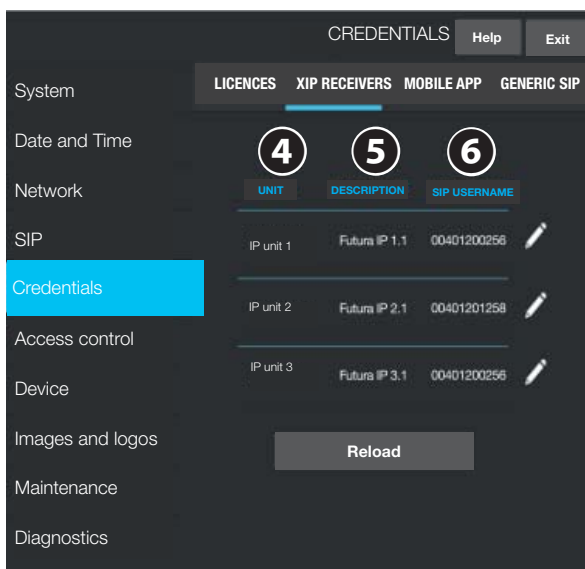 CREDENTIALS Help Exit
LICENCES XIP RECEIVERS MOBILE APP GENERIC SIP
System
Date and Time
Network
SIP
Credentials
Access control
Device
Images and logos
Maintenance
Diagnostics
4 5 6
UNIT DESCRIPTION SIP USERNAME
IP unit 1 Futura IP 1.1 00401200256
IP unit 2 Futura IP 2.1 00401201258
IP unit 3 Futura IP 3.1 00401200256
Reload